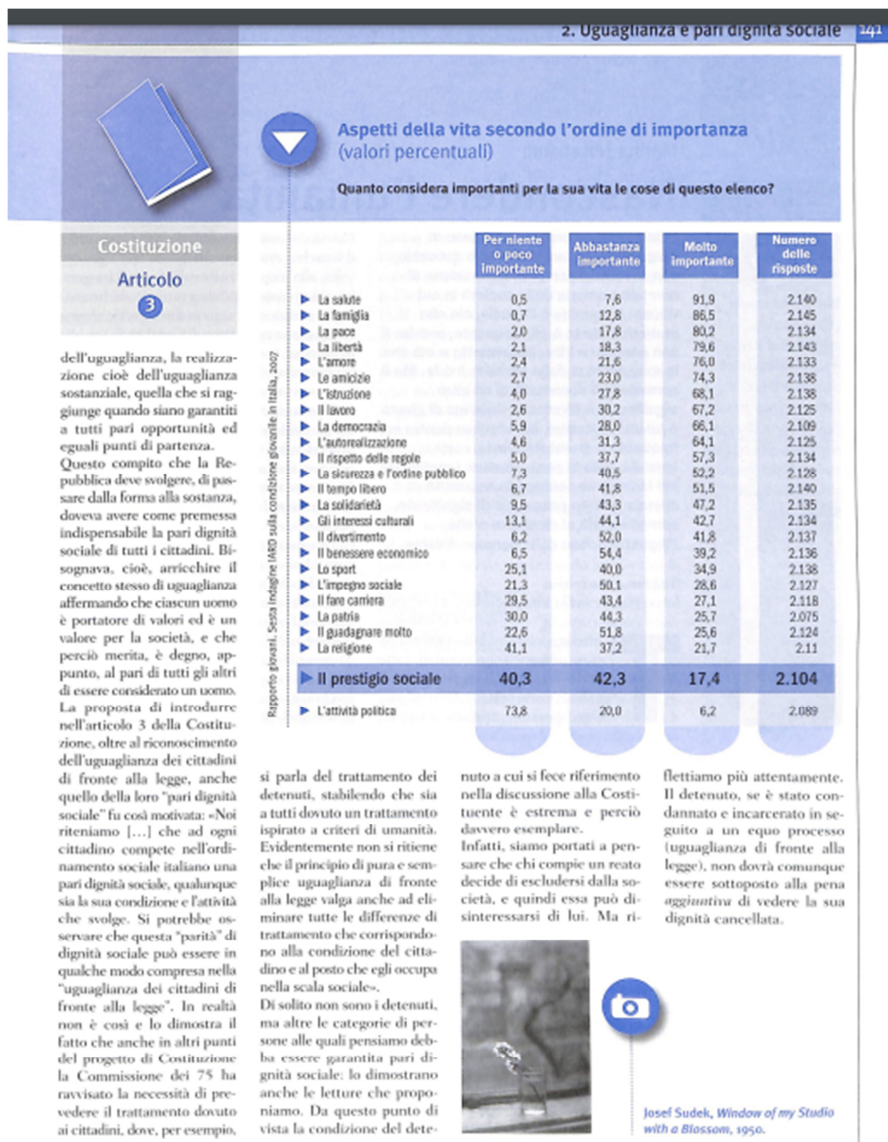 2. Uguaglianza e pari dignità sociale 141
Aspetti della vita secondo l'ordine di importanza
(valori percentuali)
Quanto considera importanti per la sua vita le cose di questo elenco?
Costituzione
Articolo
3
Per niente o poco importante Abbastanza importante Molto importante Numero delle risposte
La salute 0,5 7,6 91,9 2.140
La famiglia 0,7 12,8 86,5 2.145
La pace 2,0 17,8 80,2 2.134
La libertà 2,1 18,3 79,6 2.143
L'amore 2,4 21,6 76,0 2.133
Le amicizie 2,7 23,0 74,3 2.138
L'istruzione 4,0 27,8 68,1 2.138
Il lavoro 2,6 30,2 67,2 2.125
La democrazia 5,9 28,0 66,1 2.109
L'autorealizzazione 4,6 31,3 64,1 2.125
Il rispetto delle regole 5,0 37,7 57,3 2.134
La sicurezza e l'ordine pubblico 7,3 40,5 52,2 2.128
Il tempo libero 6,7 41,8 51,5 2.140
La solidarietà 9,5 43,3 47,2 2.135
Gli interessi culturali 13,1 44,1 42,7 2.134
Il divertimento 6,2 52,0 41,8 2.137
Il benessere economico 6,5 54,4 39,2 2.136
Lo sport 25,1 40,0 34,9 2.138
L'impegno sociale 21,3 50,1 28,6 2.127
Il fare carriera 29,5 43,4 27,1 2.118
La patria 30,0 44,3 25,7 2.075
Il guadagnare molto 22,6 51,8 25,6 2.124
La religione 41,1 37,2 21,7 2.11
Il prestigio sociale 40,3 42,3 17,4 2.104
L'attività politica 73,8 20,0 6,2 2.089
Rapporto giovani. Sesta indagine IARD sulla condizione giovanile in Italia, 2007
dell'uguaglianza, la realizza-
zione cioè dell'uguaglianza
sostanziale, quella che si rag-
giunge quando siano garantiti
a tutti pari opportunità ed
eguali punti di partenza.
Questo compito che la Re-
pubblica deve svolgere, di pas-
sare dalla forma alla sostanza,
doveva avere come premessa
indispensabile la pari dignità
sociale di tutti i cittadini. Bi-
sognava, cioè, arricchire il
concetto stesso di uguaglianza
affermando che ciascun uomo
è portatore di valori ed è un
valore per la società, e che
perciò merita, è degno, ap-
punto, al pari di tutti gli altri
di essere considerato un uomo.
La proposta di introdurre
nell'articolo 3 della Costitu-
zione, oltre al riconoscimento
dell'uguaglianza dei cittadini
di fronte alla legge, anche
quello della loro "pari dignità
sociale" fu così motivata: «Noi
riteniamo [...] che ad ogni
cittadino compete nell'ordi-
namento sociale italiano una
pari dignità sociale, qualunque
sia la sua condizione e l'attività
che svolge. Si potrebbe os-
servare che questa "parità" di
dignità sociale può essere in
qualche modo compresa nella
"uguaglianza dei cittadini di
fronte alla legge". In realtà
non è così e lo dimostra il
fatto che anche in altri punti
del progetto di Costituzione
la Commissione dei 75 ha
ravvisato la necessità di pre-
vedere il trattamento dovuto
ai cittadini, dove, per esempio,
si parla del trattamento dei
detenuti, stabilendo che sia
a tutti dovuto un trattamento
ispirato a criteri di umanità.
Evidentemente non si ritiene
che il principio di pura e sem-
plice uguaglianza di fronte
alla legge valga anche ad eli-
minare tutte le differenze di
trattamento che corrispondo-
no alla condizione del citta-
dino e al posto che egli occupa
nella scala sociale».
Di solito non sono i detenuti,
ma altre le categorie di per-
sone alle quali pensiamo deb-
ba essere garantita pari di-
gnità sociale: lo dimostrano
anche le letture che propo-
niamo. Da questo punto di
vista la condizione del dete-
nuto a cui si fece riferimento
nella discussione alla Costi-
tuente è estrema e perciò
davvero esemplare.
Infatti, siamo portati a pen-
sare che chi compie un reato
decide di escludersi dalla so-
cietà, e quindi essa può di-
sinteressarsi di lui. Ma ri-
flettiamo più attentamente.
Il detenuto, se è stato con-
dannato e incarcerato in se-
guito a un equo processo
(uguaglianza di fronte alla
legge), non dovrà comunque
essere sottoposto alla pena
aggiuntiva di vedere la sua
dignità cancellata.
Josef Sudek, Window of my Studio
with a Blossom, 1950.